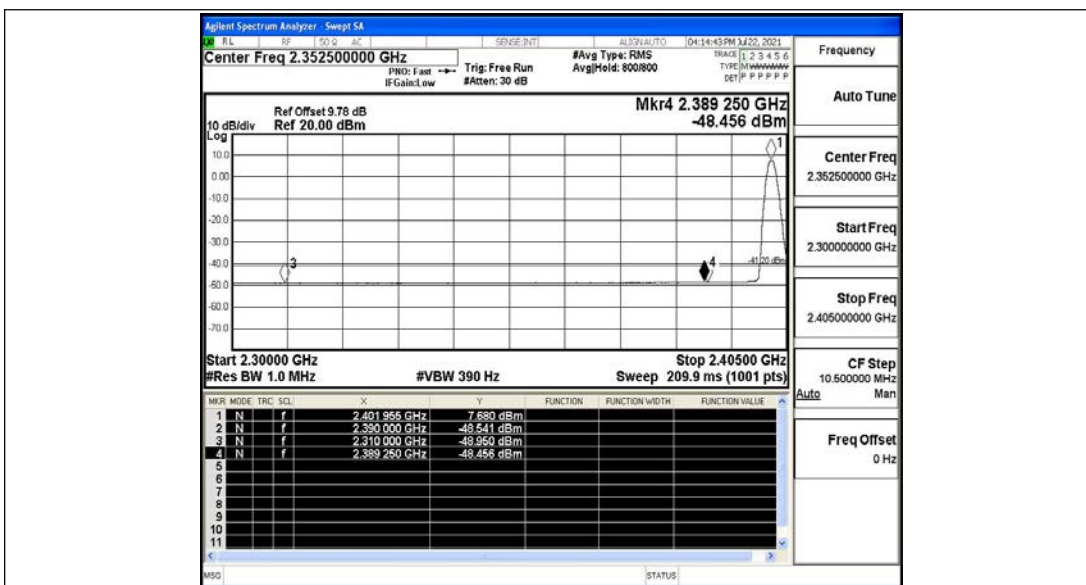 Agilent Spectrum Analyzer - Swept SA
RL RF 50 Ω AC SENSE:INT ALIGN AUTO 04:14:43 PM Jul 22, 2021
Center Freq 2.352500000 GHz #Avg Type: RMS TRACE 1 2 3 4 5 6
PNO: Fast Trig: Free Run Avg|Hold: 800/800 TYPE M
IFGain:Low #Atten: 30 dB DET P P P P P P
Frequency
Auto Tune
Ref Offset 9.78 dB Mkr4 2.389 250 GHz
10 dB/div Ref 20.00 dBm -48.456 dBm
Log
1
10.0
0.00
-10.0
-20.0
-30.0
-40.0
-41.20 dBm
3
4
-50.0
-60.0
-70.0
Start 2.30000 GHz Stop 2.40500 GHz
#Res BW 1.0 MHz #VBW 390 Hz Sweep 209.9 ms (1001 pts)
MKR MODE TRC SCL X Y FUNCTION FUNCTION WIDTH FUNCTION VALUE
1 N f 2.401 955 GHz 7.680 dBm
2 N f 2.390 000 GHz -48.541 dBm
3 N f 2.310 000 GHz -48.950 dBm
4 N f 2.389 250 GHz -48.456 dBm
5
6
7
8
9
10
11
Center Freq
2.352500000 GHz
Start Freq
2.300000000 GHz
Stop Freq
2.405000000 GHz
CF Step
10.500000 MHz
Auto Man
Freq Offset
0 Hz
MSG STATUS